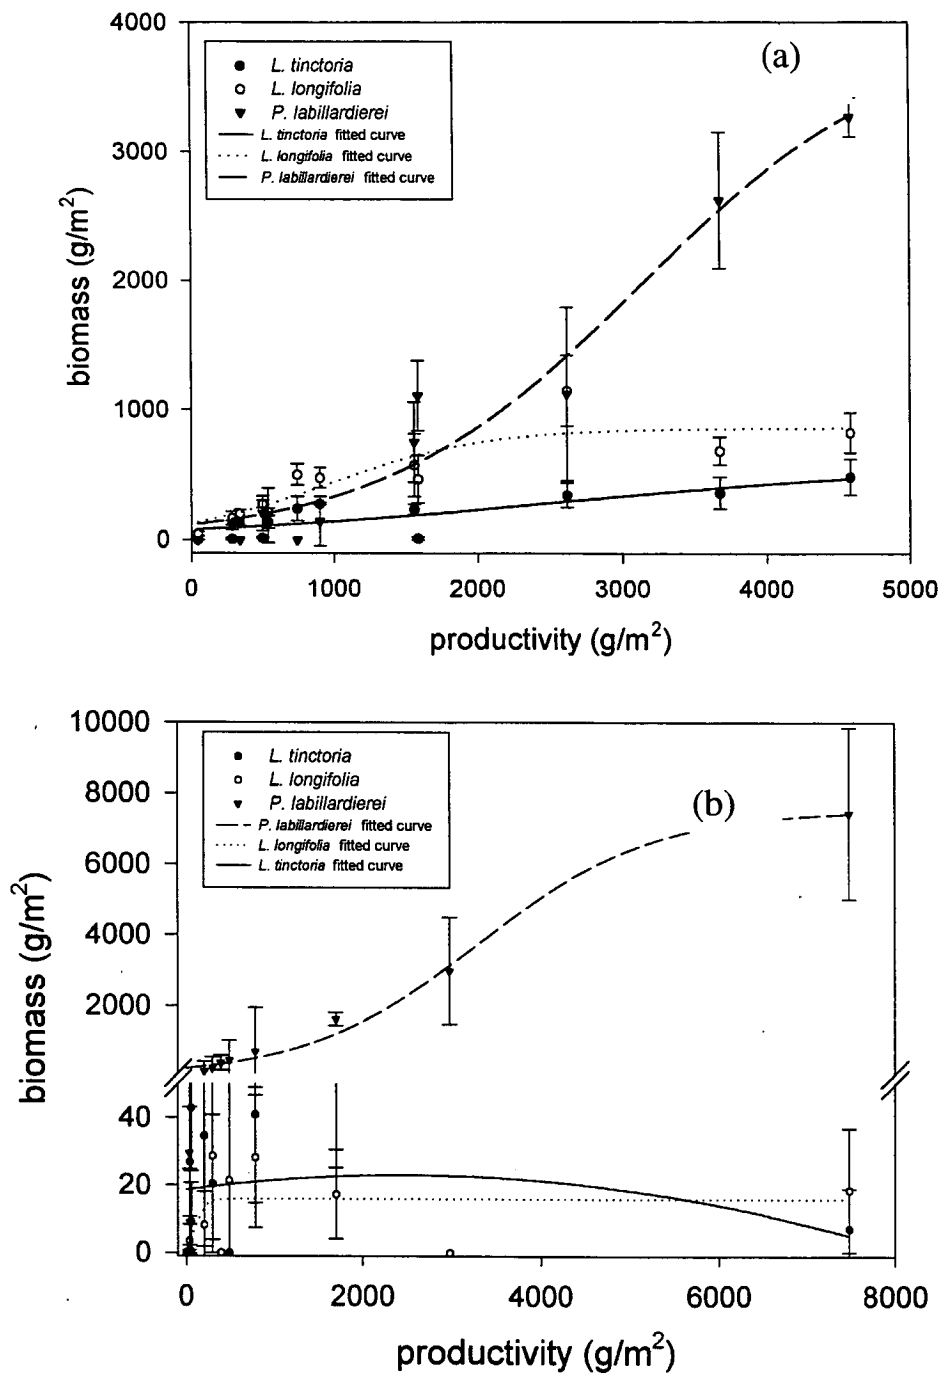 4000
(a)
L. tinctoria
L. longifolia
P. labillardierei
L. tinctoria fitted curve
L. longifolia fitted curve
P. labillardierei fitted curve
3000
2000
1000
0
biomass (g/m²)
0 1000 2000 3000 4000 5000
productivity (g/m²)
10000
L. tinctoria
L. longifolia
P. labillardierei
P. labillardierei fitted curve
L. longifolia fitted curve
L. tinctoria fitted curve
(b)
8000
6000
4000
2000
40
20
0
biomass (g/m²)
0 2000 4000 6000 8000
productivity (g/m²)